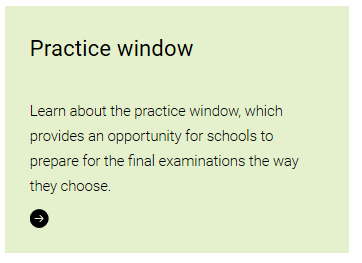 Practice window
Learn about the practice window, which
provides an opportunity for schools to
prepare for the final examinations the way
they choose.